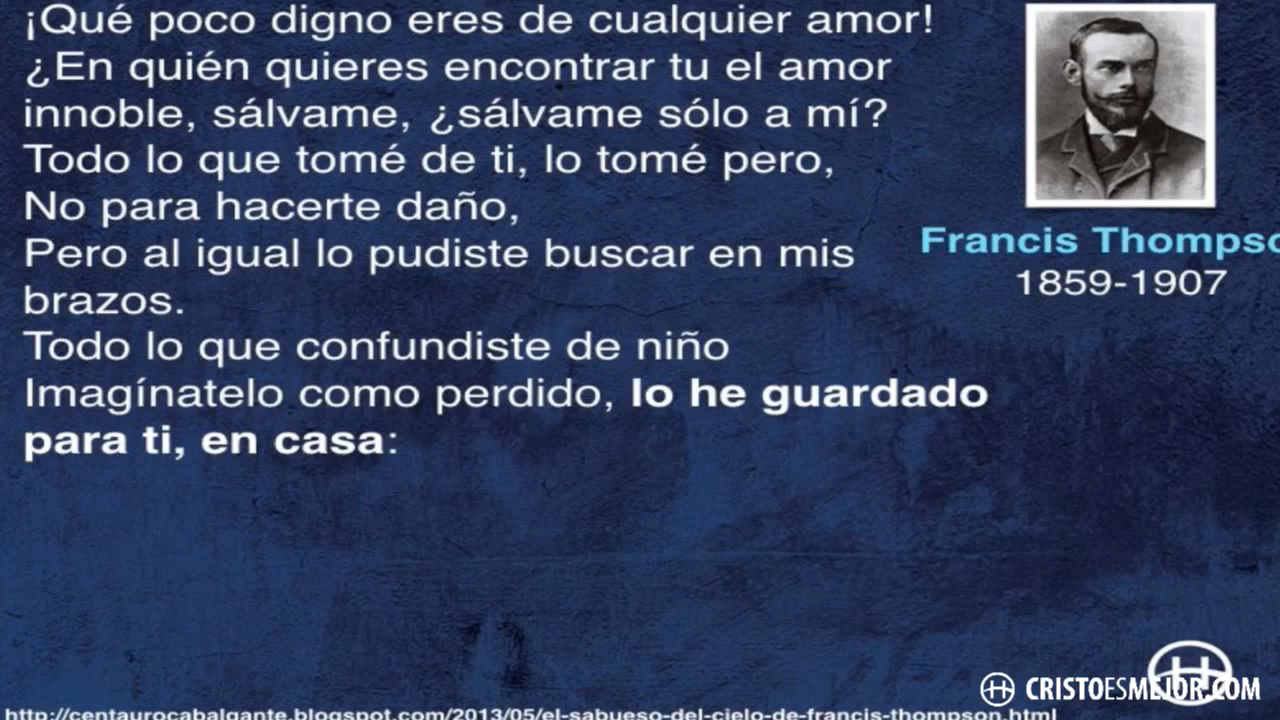 ¡Qué poco digno eres de cualquier amor!
¿En quién quieres encontrar tu el amor
innoble, sálvame, ¿sálvame sólo a mí?
Todo lo que tomé de ti, lo tomé pero,
No para hacerte daño,
Pero al igual lo pudiste buscar en mis
brazos.
Todo lo que confundiste de niño
Imagínatelo como perdido, lo he guardado
para ti, en casa:
Francis Thompso
1859-1907
CRISTOESMEJOR.COM
http://centaurocabalgante.blogspot.com/2013/05/el-sabueso-del-cielo-de-francis-thompson.html